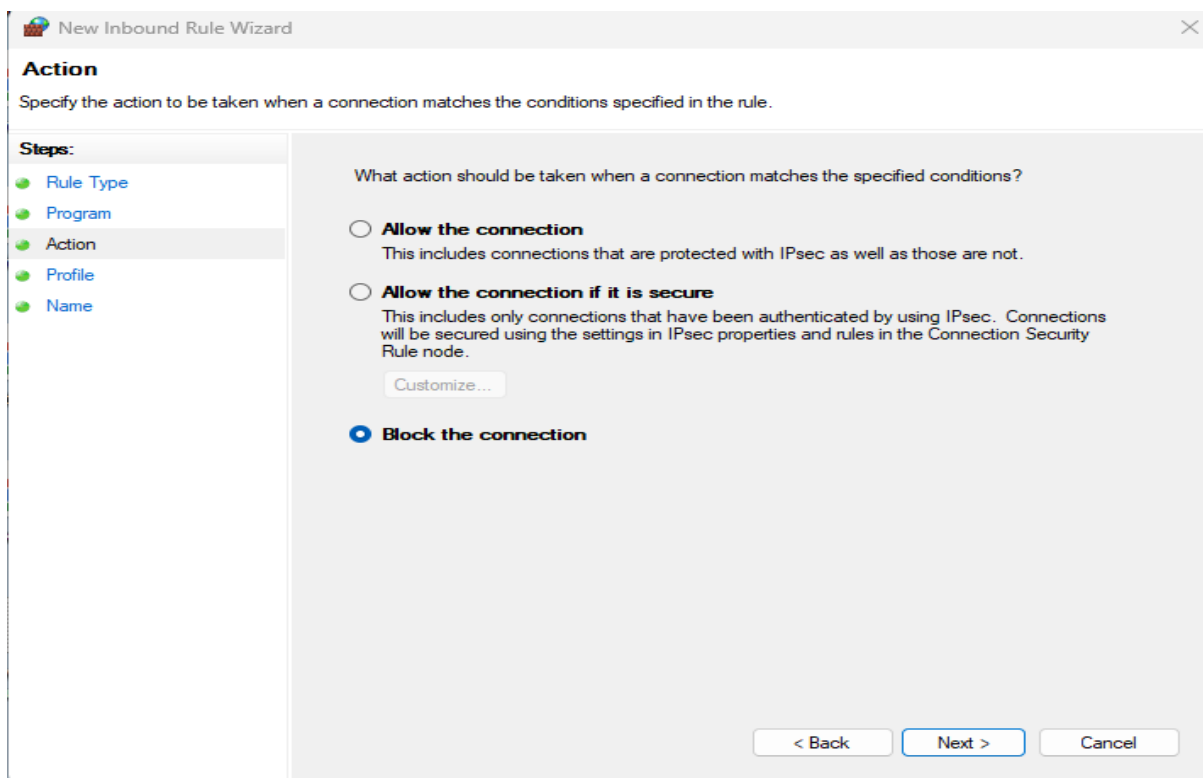 New Inbound Rule Wizard
Action
Specify the action to be taken when a connection matches the conditions specified in the rule.
Steps:
Rule Type
Program
Action
Profile
Name
What action should be taken when a connection matches the specified conditions?
Allow the connection
This includes connections that are protected with IPsec as well as those are not.
Allow the connection if it is secure
This includes only connections that have been authenticated by using IPsec. Connections
will be secured using the settings in IPsec properties and rules in the Connection Security
Rule node.
Customize...
Block the connection
< Back
Next >
Cancel